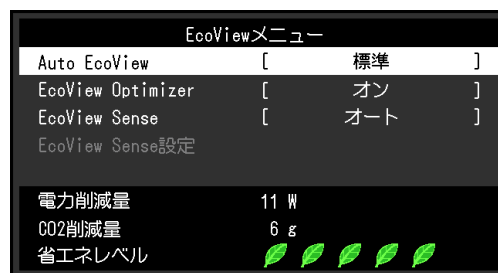 EcoViewメニュー
Auto EcoView [ 標準 ]
EcoView Optimizer [ オン ]
EcoView Sense [ オート ]
EcoView Sense設定
電力削減量 11 W
CO2削減量 6 g
省エネレベル